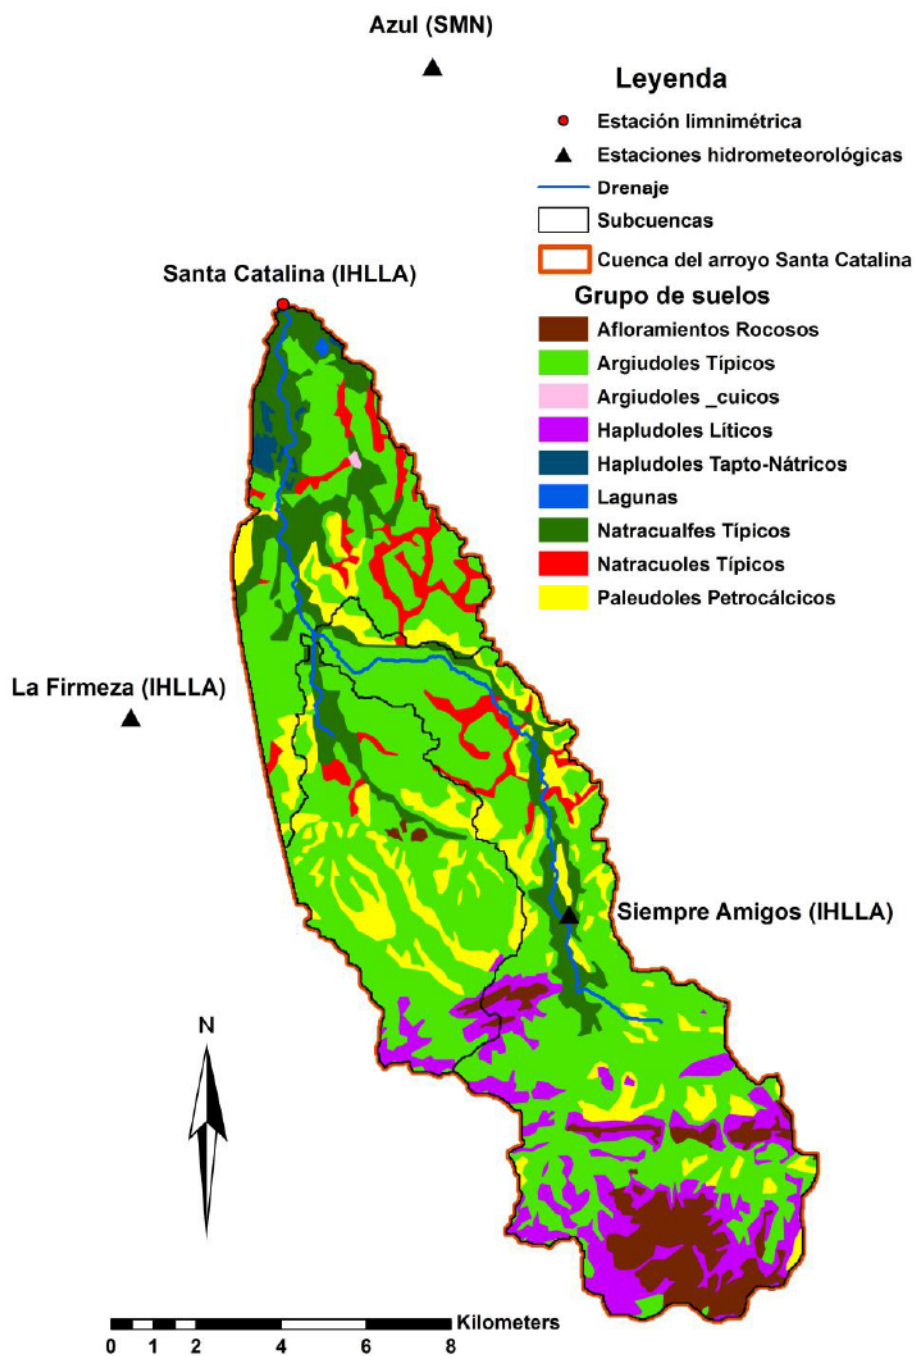 Azul (SMN)
Leyenda
Estación limnimétrica
Estaciones hidrometeorológicas
Drenaje
Subcuencas
Cuenca del arroyo Santa Catalina
Grupo de suelos
Afloramientos Rocosos
Argiudoles Típicos
Argiudoles _cuicos
Hapludoles Líticos
Hapludoles Tapto-Nátricos
Lagunas
Natracualfes Típicos
Natracuoles Típicos
Paleudoles Petrocálcicos
Santa Catalina (IHLLA)
La Firmeza (IHLLA)
Siempre Amigos (IHLLA)
N
Kilometers
0 1 2 4 6 8